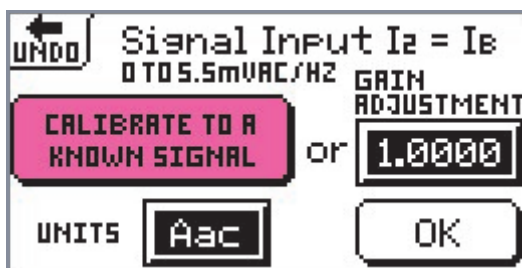 UNDO
Signal Input I2 = IB
0 TO 5.5mVAC/HZ
GAIN
ADJUSTMENT
CALIBRATE TO A
KNOWN SIGNAL
or
1.0000
UNITS
Aac
OK